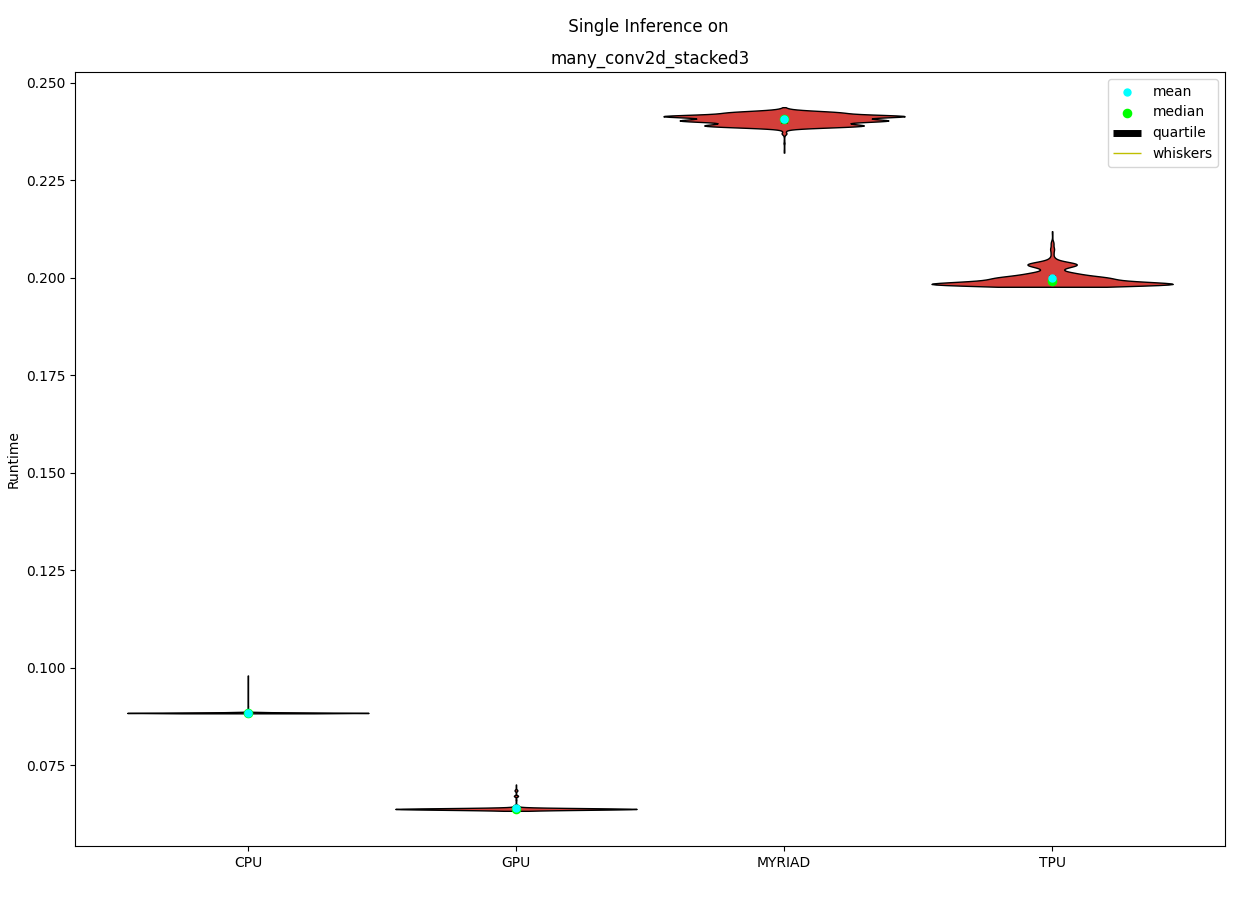 Single Inference on
many_conv2d_stacked3
0.250
0.225
0.200
0.175
0.150
0.125
0.100
0.075
Runtime
mean
median
quartile
whiskers
CPU
GPU
MYRIAD
TPU